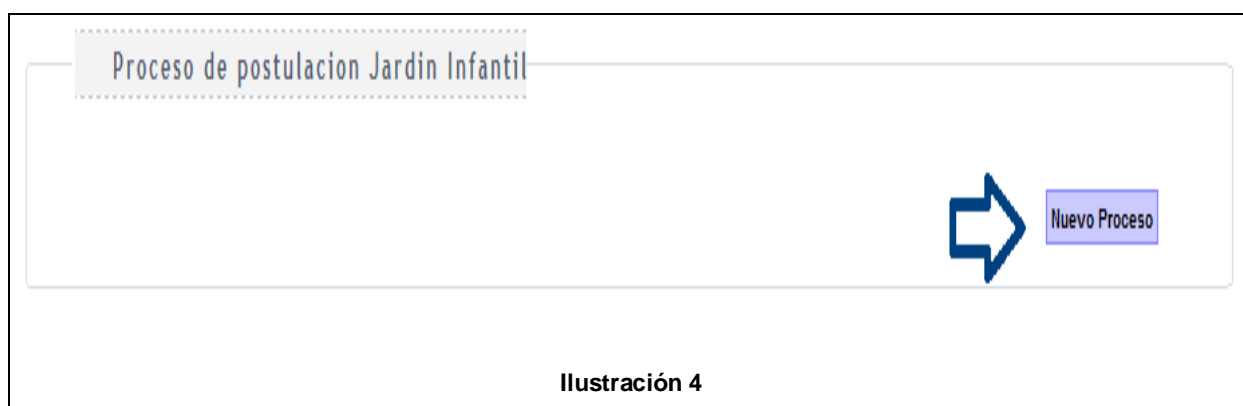 Proceso de postulacion Jardin Infantil
Nuevo Proceso
Ilustración 4